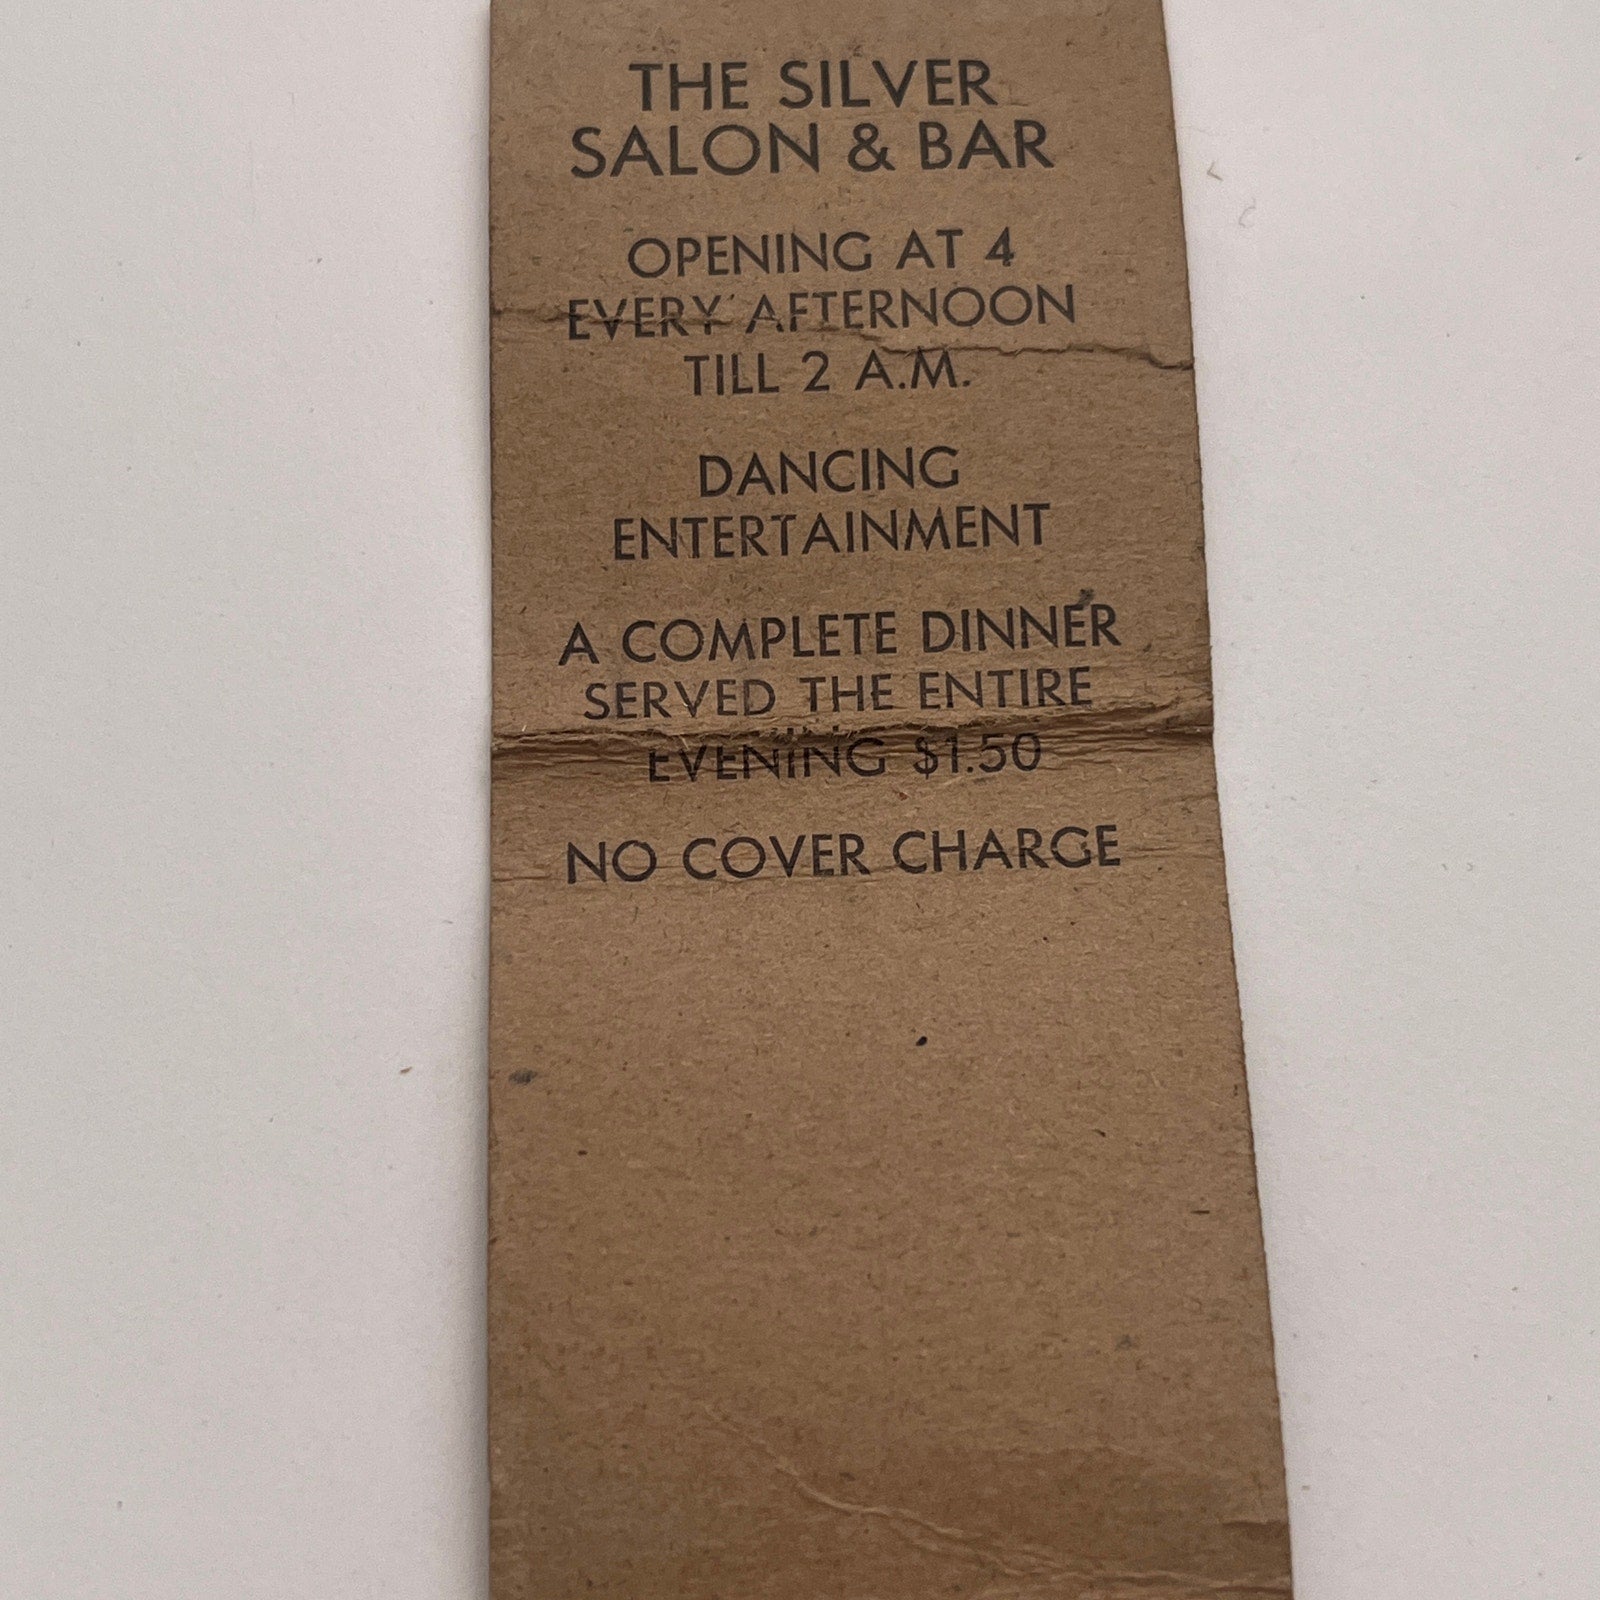 THE SILVER
SALON & BAR
OPENING AT 4
EVERY AFTERNOON
TILL 2 A.M.
DANCING
ENTERTAINMENT
A COMPLETE DINNER
SERVED THE ENTIRE
EVENING $1.50
NO COVER CHARGE